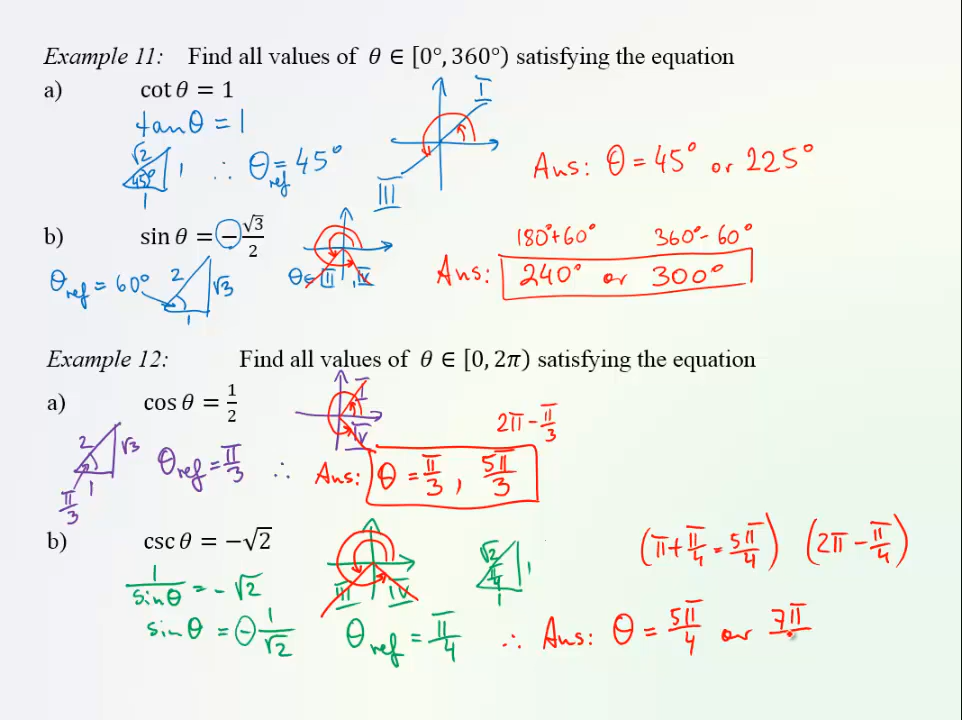 Example 11: Find all values of θ ∈ [0°, 360°) satisfying the equation
a) cot θ = 1
tanθ = 1
I
√2 45° 1 1
∴ θref = 45°
III
Ans: θ = 45° or 225°
b) sin θ = −√3/2
180°+60° 360°−60°
θref = 60° 2 √3 1
IV
Ans: 240° or 300°
Example 12: Find all values of θ ∈ [0, 2π) satisfying the equation
a) cos θ = 1/2
I
IV
2π − π/3
2 √3 1 π/3
θref = π/3 ∴ Ans: θ = π/3, 5π/3
b) csc θ = −√2
(π + π/4 = 5π/4) (2π − π/4)
1/sinθ = −√2
III IV
√2 π/4 1 1
sinθ = −1/√2
θref = π/4 ∴ Ans: θ = 5π/4 or 7π